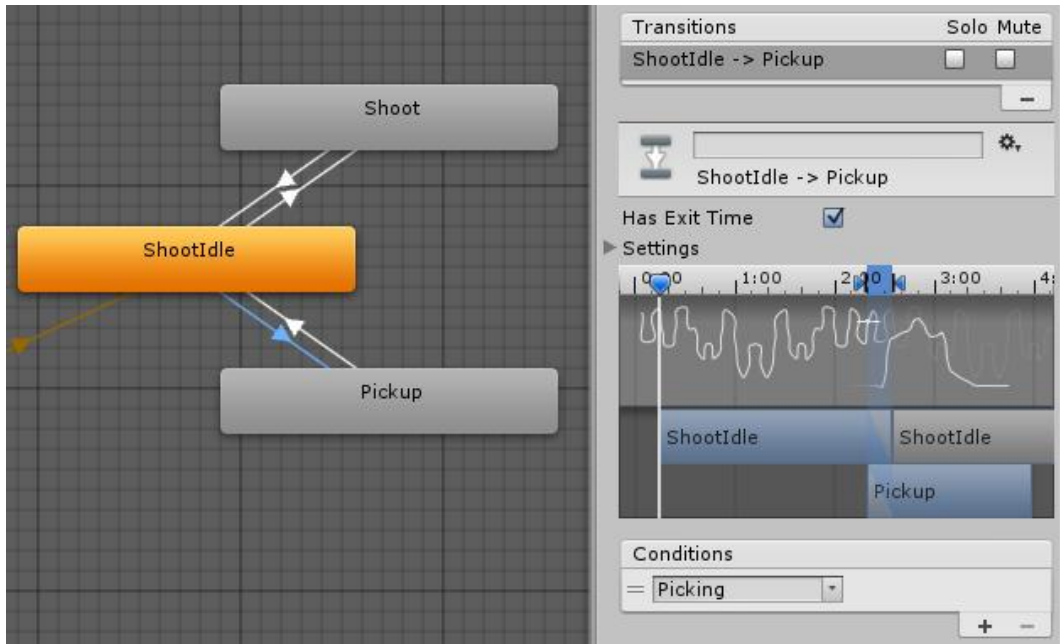 Shoot
ShootIdle
Pickup
Transitions Solo Mute
ShootIdle -> Pickup
ShootIdle -> Pickup
Has Exit Time
Settings
1:00 3:00
ShootIdle ShootIdle
Pickup
Conditions
Picking